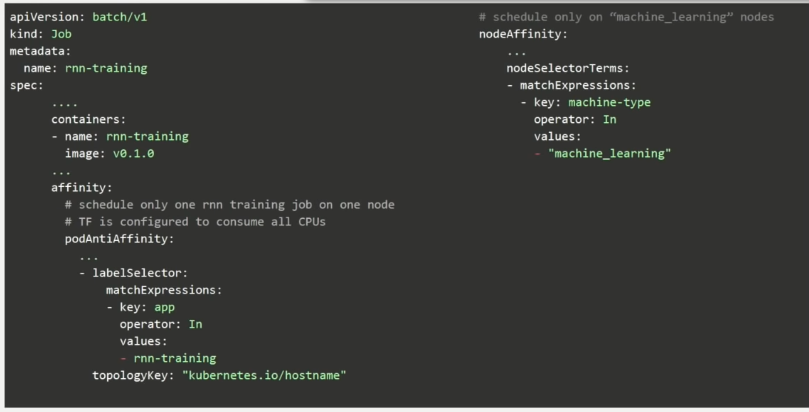 apiVersion: batch/v1
kind: Job
metadata:
  name: rnn-training
spec:
      ....
      containers:
      - name: rnn-training
        image: v0.1.0
      ...
      affinity:
        # schedule only one rnn training job on one node
        # TF is configured to consume all CPUs
        podAntiAffinity:
          ...
          - labelSelector:
              matchExpressions:
              - key: app
                operator: In
                values:
                - rnn-training
            topologyKey: "kubernetes.io/hostname"
# schedule only on “machine_learning” nodes
nodeAffinity:
    ...
    nodeSelectorTerms:
    - matchExpressions:
      - key: machine-type
        operator: In
        values:
        - "machine_learning"